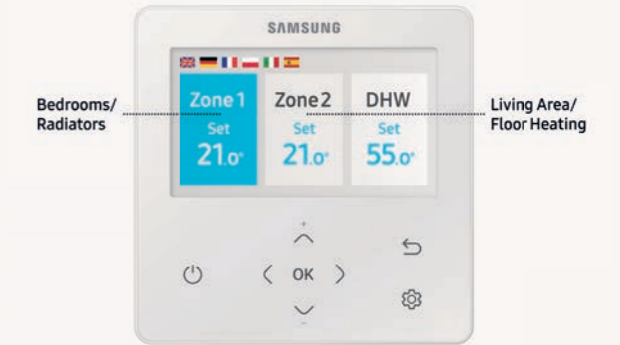 SAMSUNG
Zone 1
Set
21.0°
Zone 2
Set
21.0°
DHW
Set
55.0°
Bedrooms/
Radiators
Living Area/
Floor Heating
+
OK
-